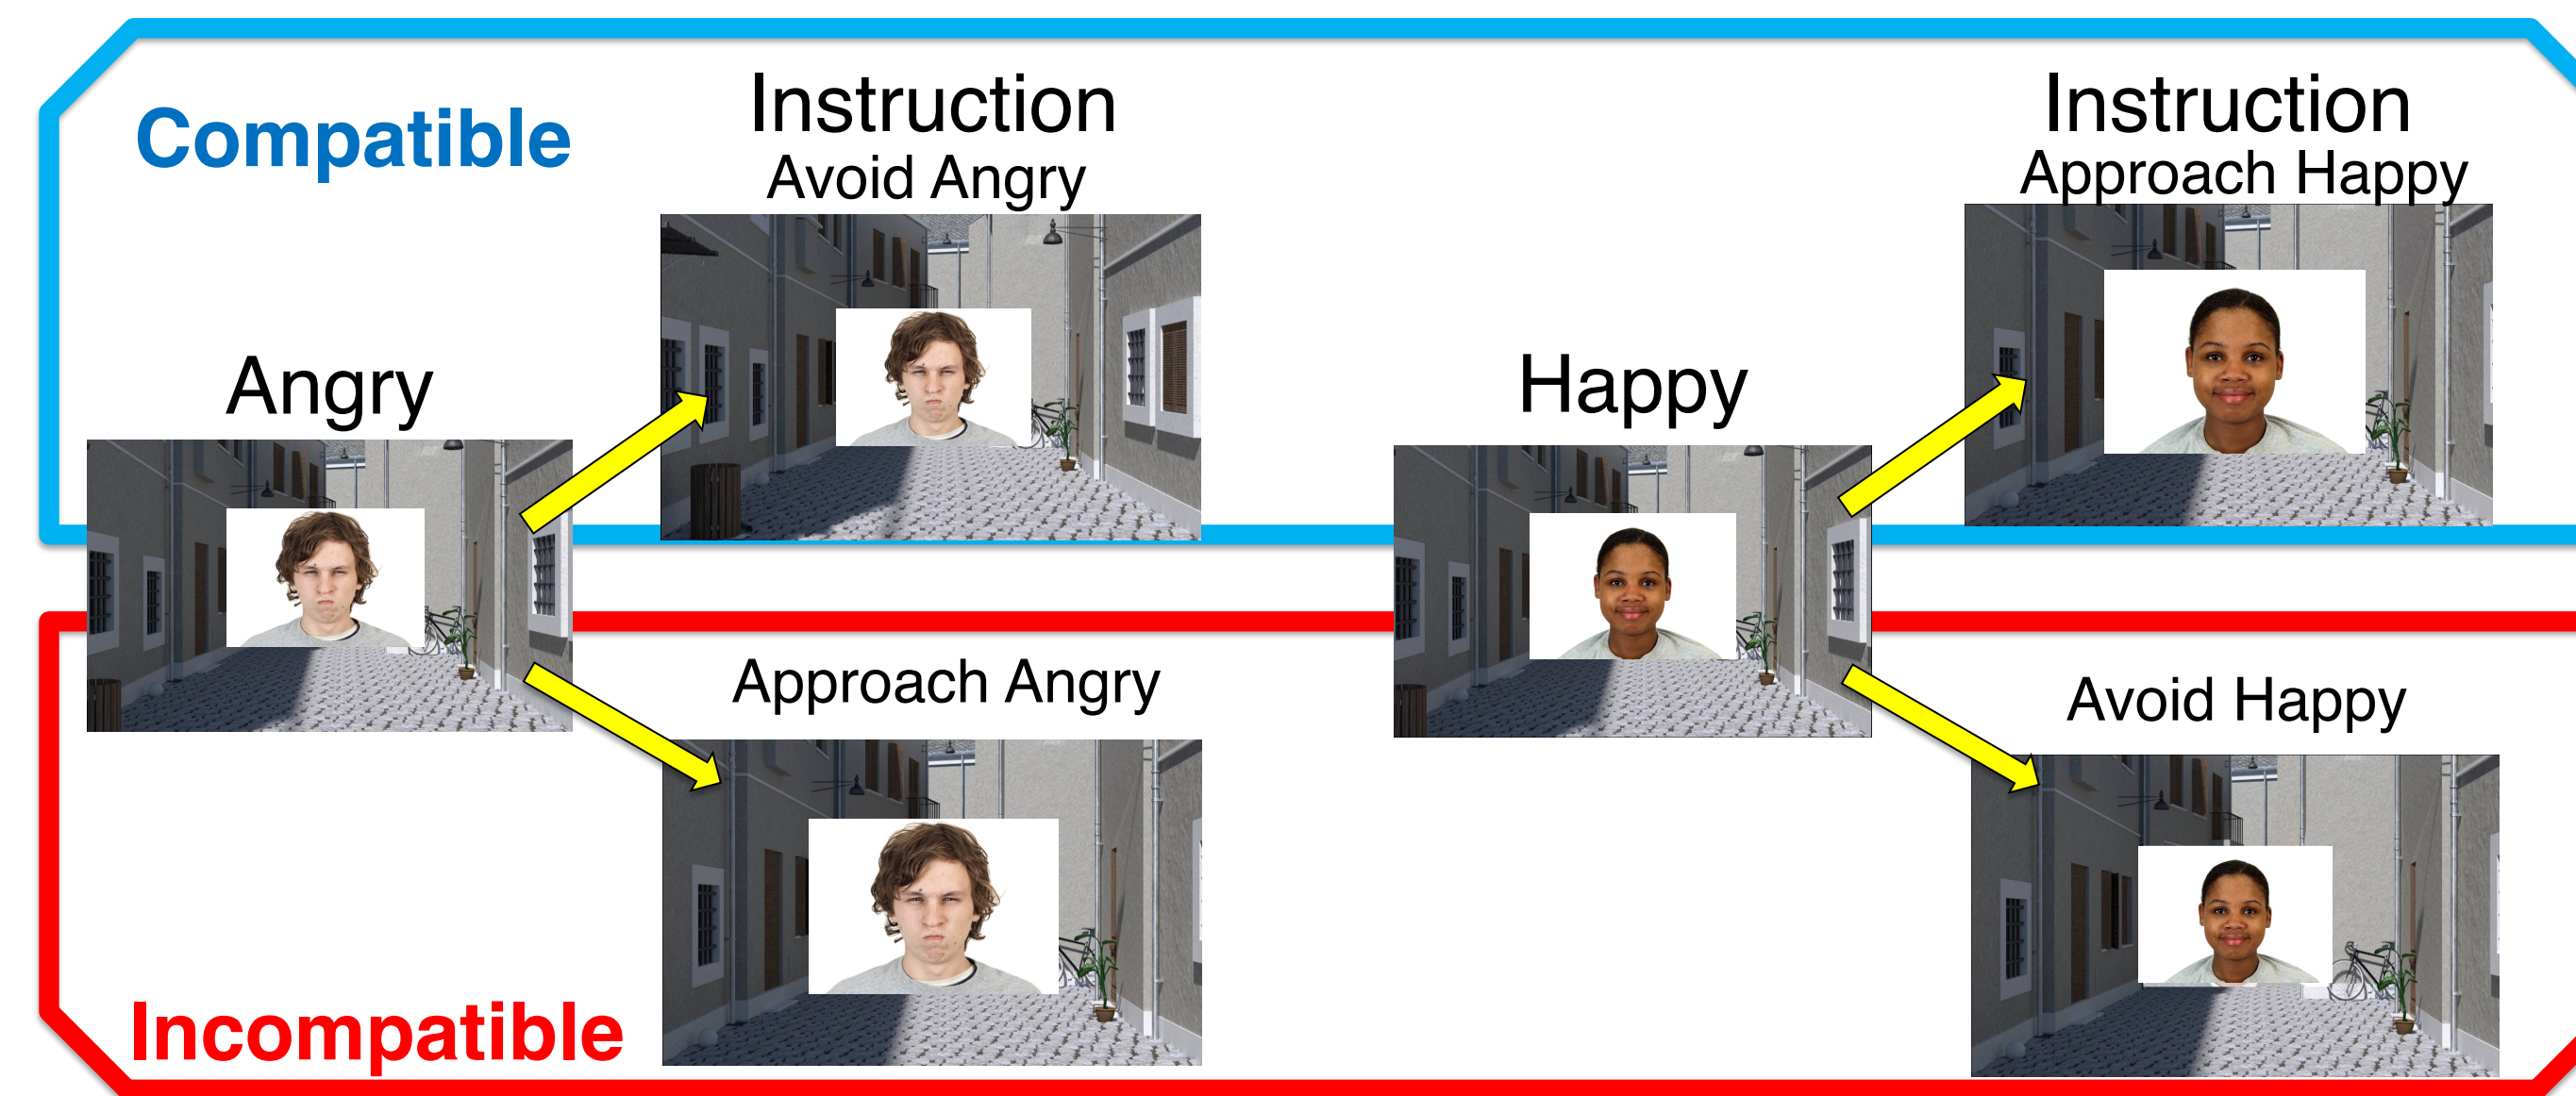 Compatible
Instruction
Avoid Angry
Instruction
Approach Happy
Angry
Happy
Approach Angry
Avoid Happy
Incompatible